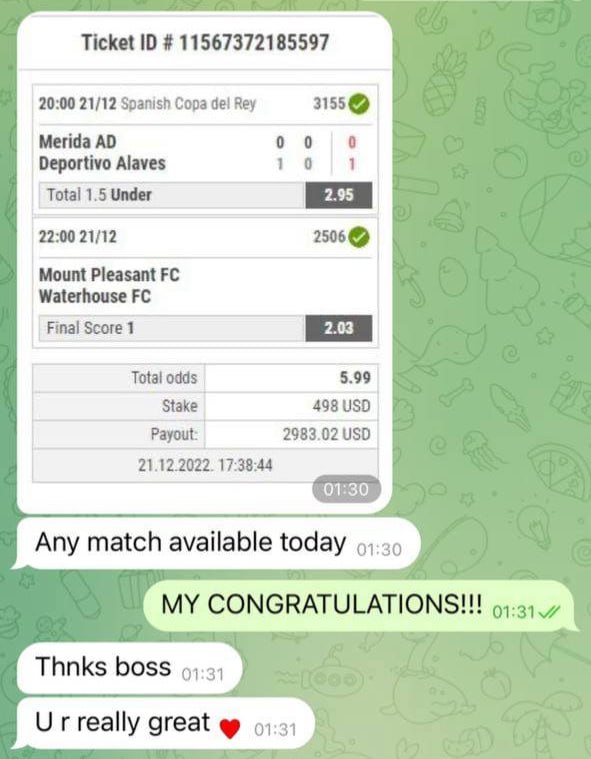 Ticket ID # 11567372185597
20:00 21/12 Spanish Copa del Rey 3155
Merida AD 0 0 0
Deportivo Alaves 1 0 1
Total 1.5 Under 2.95
22:00 21/12 2506
Mount Pleasant FC
Waterhouse FC
Final Score 1 2.03
Total odds 5.99
Stake 498 USD
Payout: 2983.02 USD
21.12.2022. 17:38:44
01:30
Any match available today 01:30
MY CONGRATULATIONS!!! 01:31
Thnks boss 01:31
U r really great ❤️ 01:31